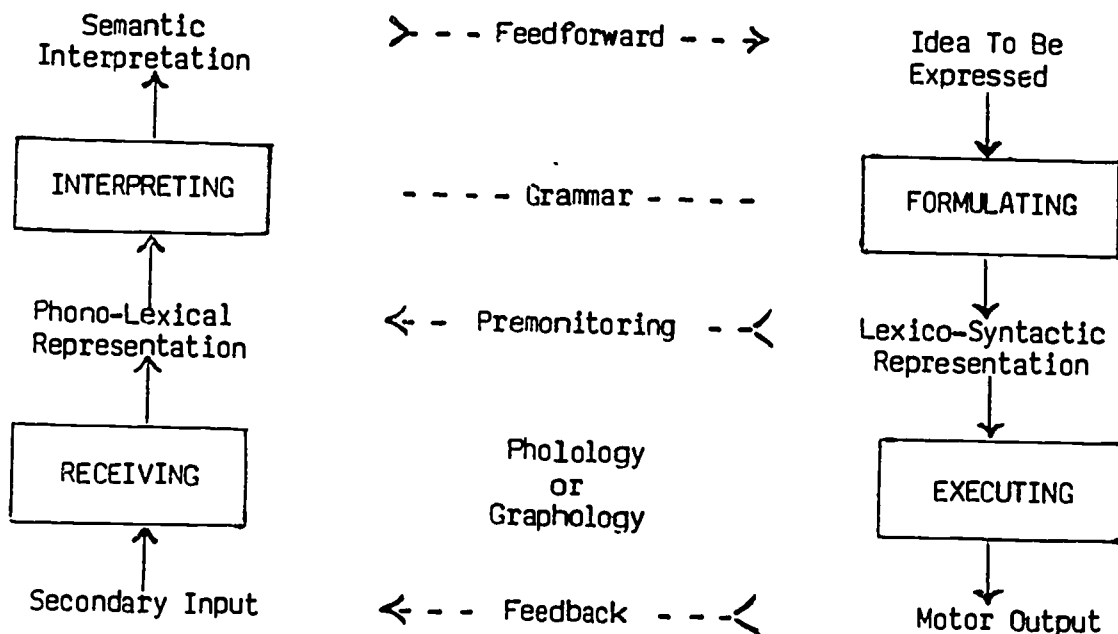 Semantic
Interpretation
Feedforward
Idea To Be
Expressed
INTERPRETING
Grammar
FORMULATING
Phono-Lexical
Representation
Premonitoring
Lexico-Syntactic
Representation
RECEIVING
Pholology
or
Graphology
EXECUTING
Secondary Input
Feedback
Motor Output